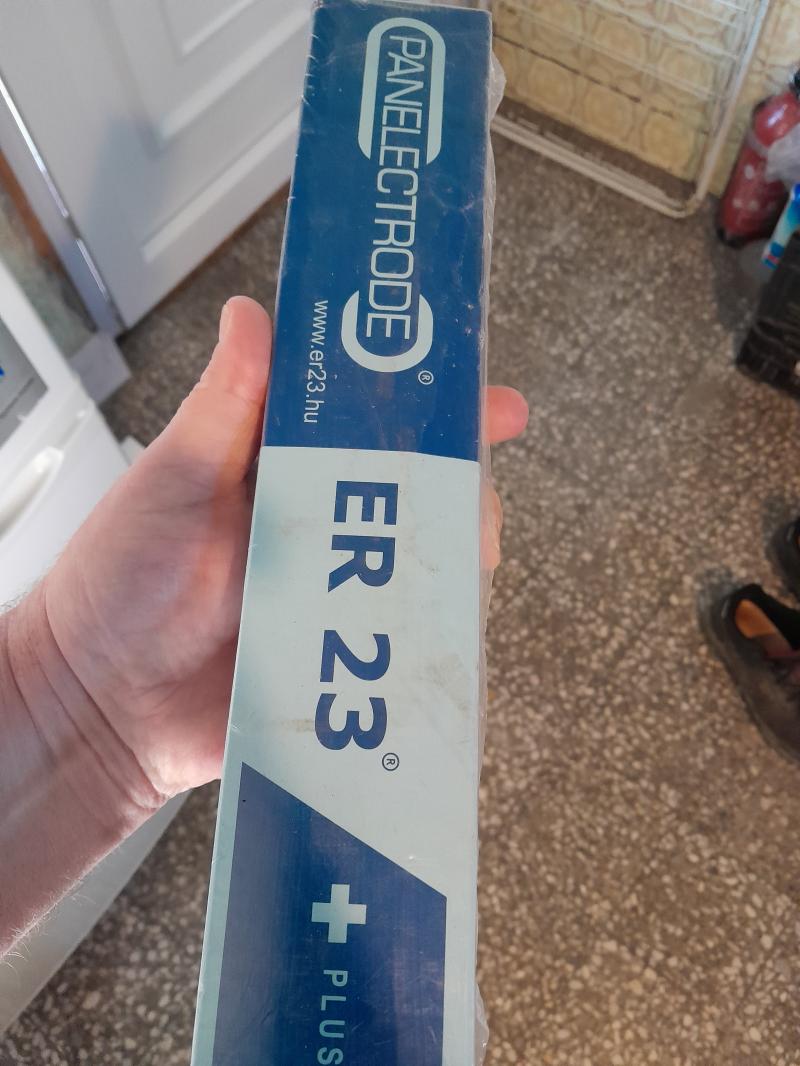 PANELECTRODE®
www.er23.hu
ER 23®
+ PLUS